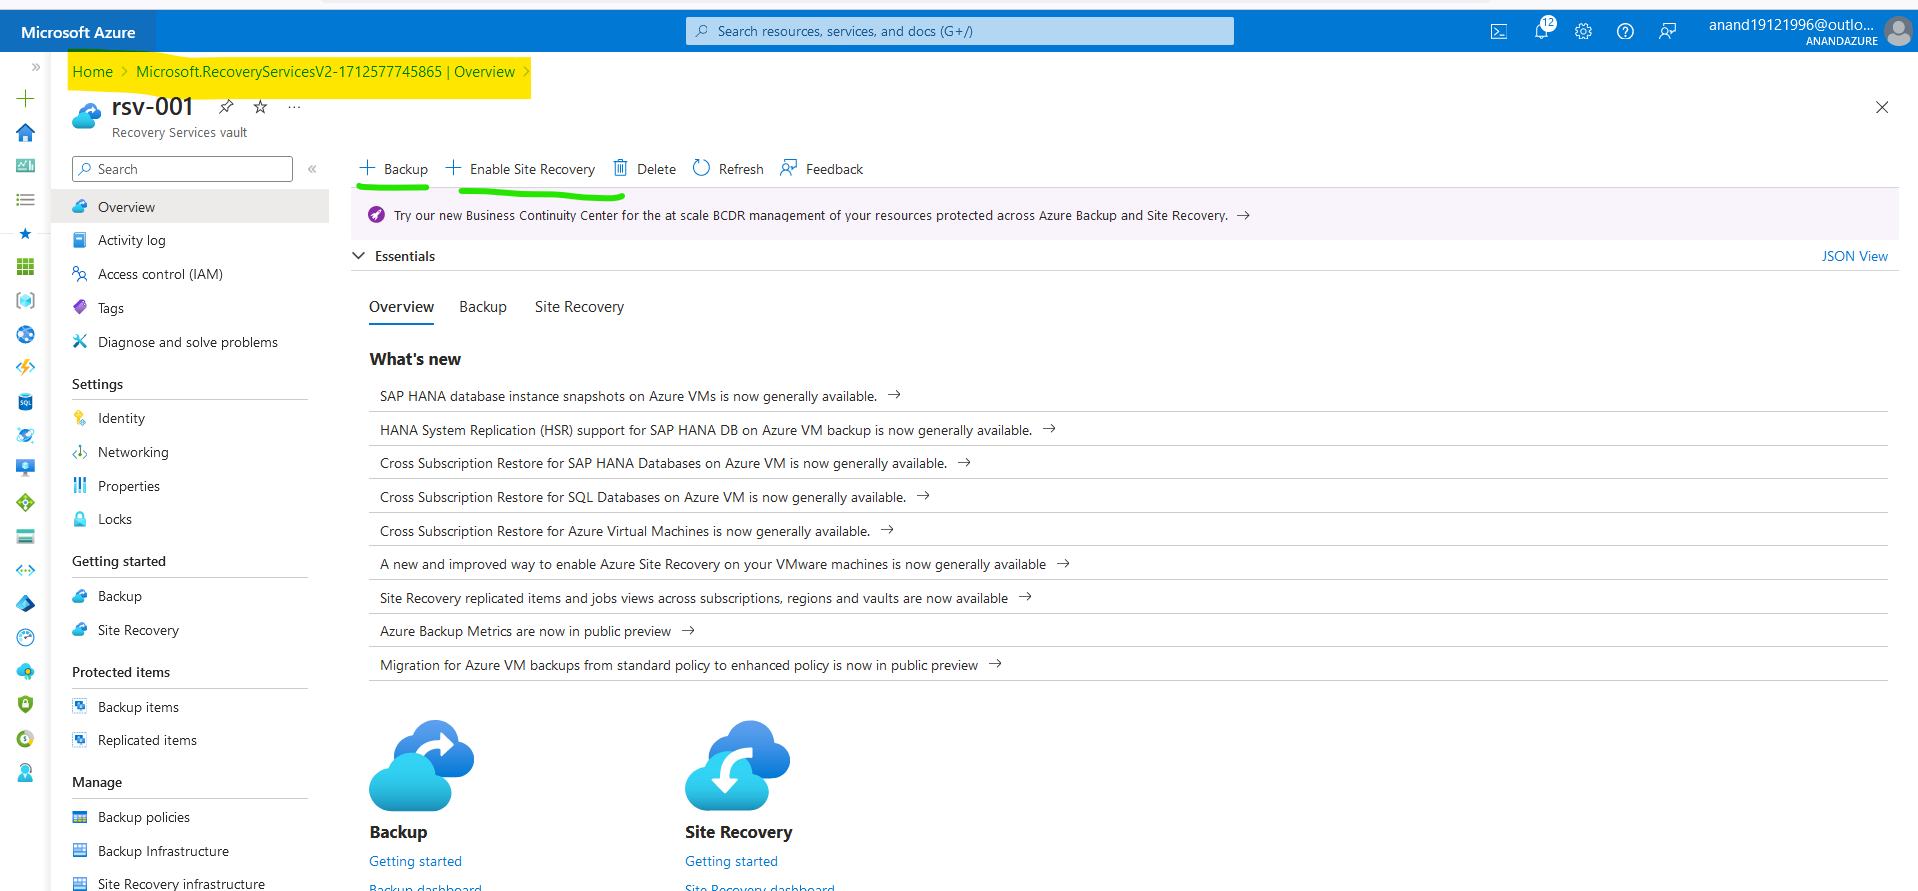 Microsoft Azure
Search resources, services, and docs (G+/)
12
anand19121996@outlo...
ANANDAZURE
Home > Microsoft.RecoveryServicesV2-1712577745865 | Overview >
rsv-001
Recovery Services vault
Search
Backup
Enable Site Recovery
Delete
Refresh
Feedback
Overview
Activity log
Access control (IAM)
Tags
Diagnose and solve problems
Settings
Identity
Networking
Properties
Locks
Getting started
Backup
Site Recovery
Protected items
Backup items
Replicated items
Manage
Backup policies
Backup Infrastructure
Site Recovery infrastructure
Try our new Business Continuity Center for the at scale BCDR management of your resources protected across Azure Backup and Site Recovery. →
Essentials
JSON View
Overview
Backup
Site Recovery
What's new
SAP HANA database instance snapshots on Azure VMs is now generally available. →
HANA System Replication (HSR) support for SAP HANA DB on Azure VM backup is now generally available. →
Cross Subscription Restore for SAP HANA Databases on Azure VM is now generally available. →
Cross Subscription Restore for SQL Databases on Azure VM is now generally available. →
Cross Subscription Restore for Azure Virtual Machines is now generally available. →
A new and improved way to enable Azure Site Recovery on your VMware machines is now generally available →
Site Recovery replicated items and jobs views across subscriptions, regions and vaults are now available →
Azure Backup Metrics are now in public preview →
Migration for Azure VM backups from standard policy to enhanced policy is now in public preview →
Backup
Getting started
Backup dashboard
Site Recovery
Getting started
Site Recovery dashboard
SQL